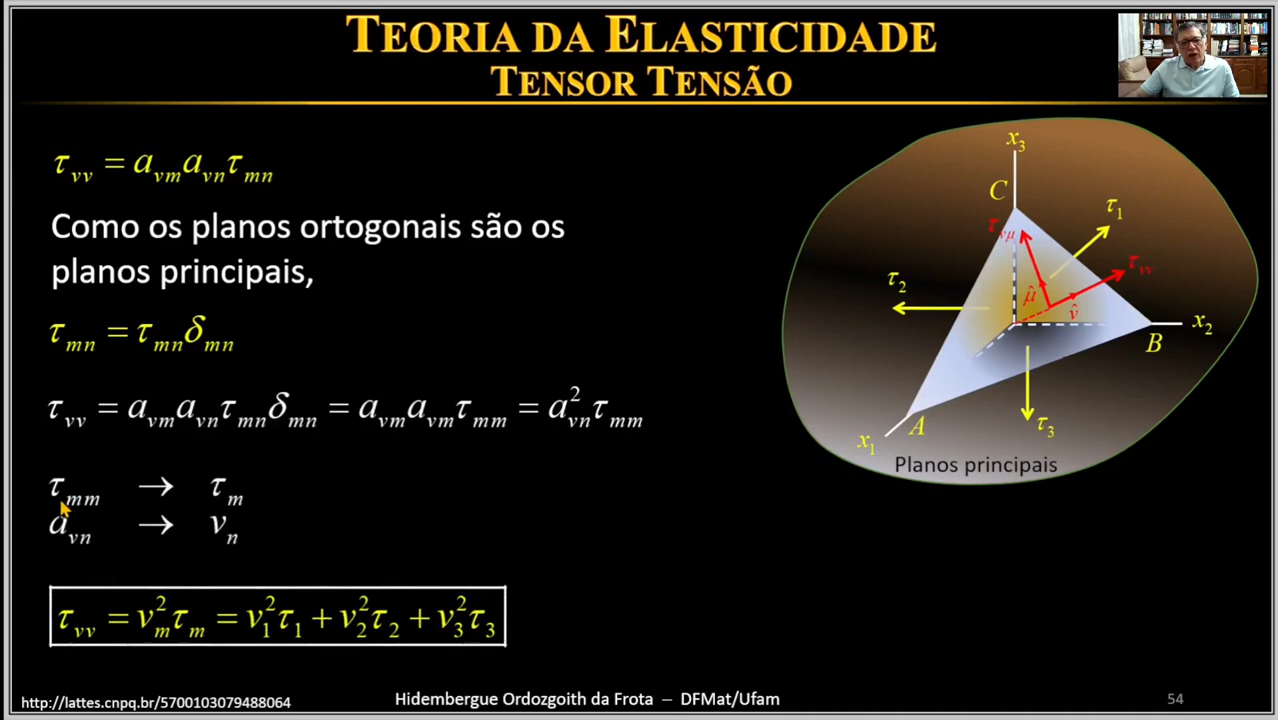 TEORIA DA ELASTICIDADE
TENSOR TENSÃO
τ_vv = a_vm a_vn τ_mn
Como os planos ortogonais são os
planos principais,
τ_mn = τ_mn δ_mn
τ_vv = a_vm a_vn τ_mn δ_mn = a_vm a_vm τ_mm = a²_vn τ_mm
τ_mm → τ_m
a_vn → v_n
τ_vv = v²_m τ_m = v²_1 τ_1 + v²_2 τ_2 + v²_3 τ_3
x_3
C
τ_1
τ_vμ
τ_vv
τ_2
μ̂
v̂
x_2
B
τ_3
A
x_1
Planos principais
http://lattes.cnpq.br/5700103079488064
Hidembergue Ordozgoith da Frota – DFMat/Ufam
54